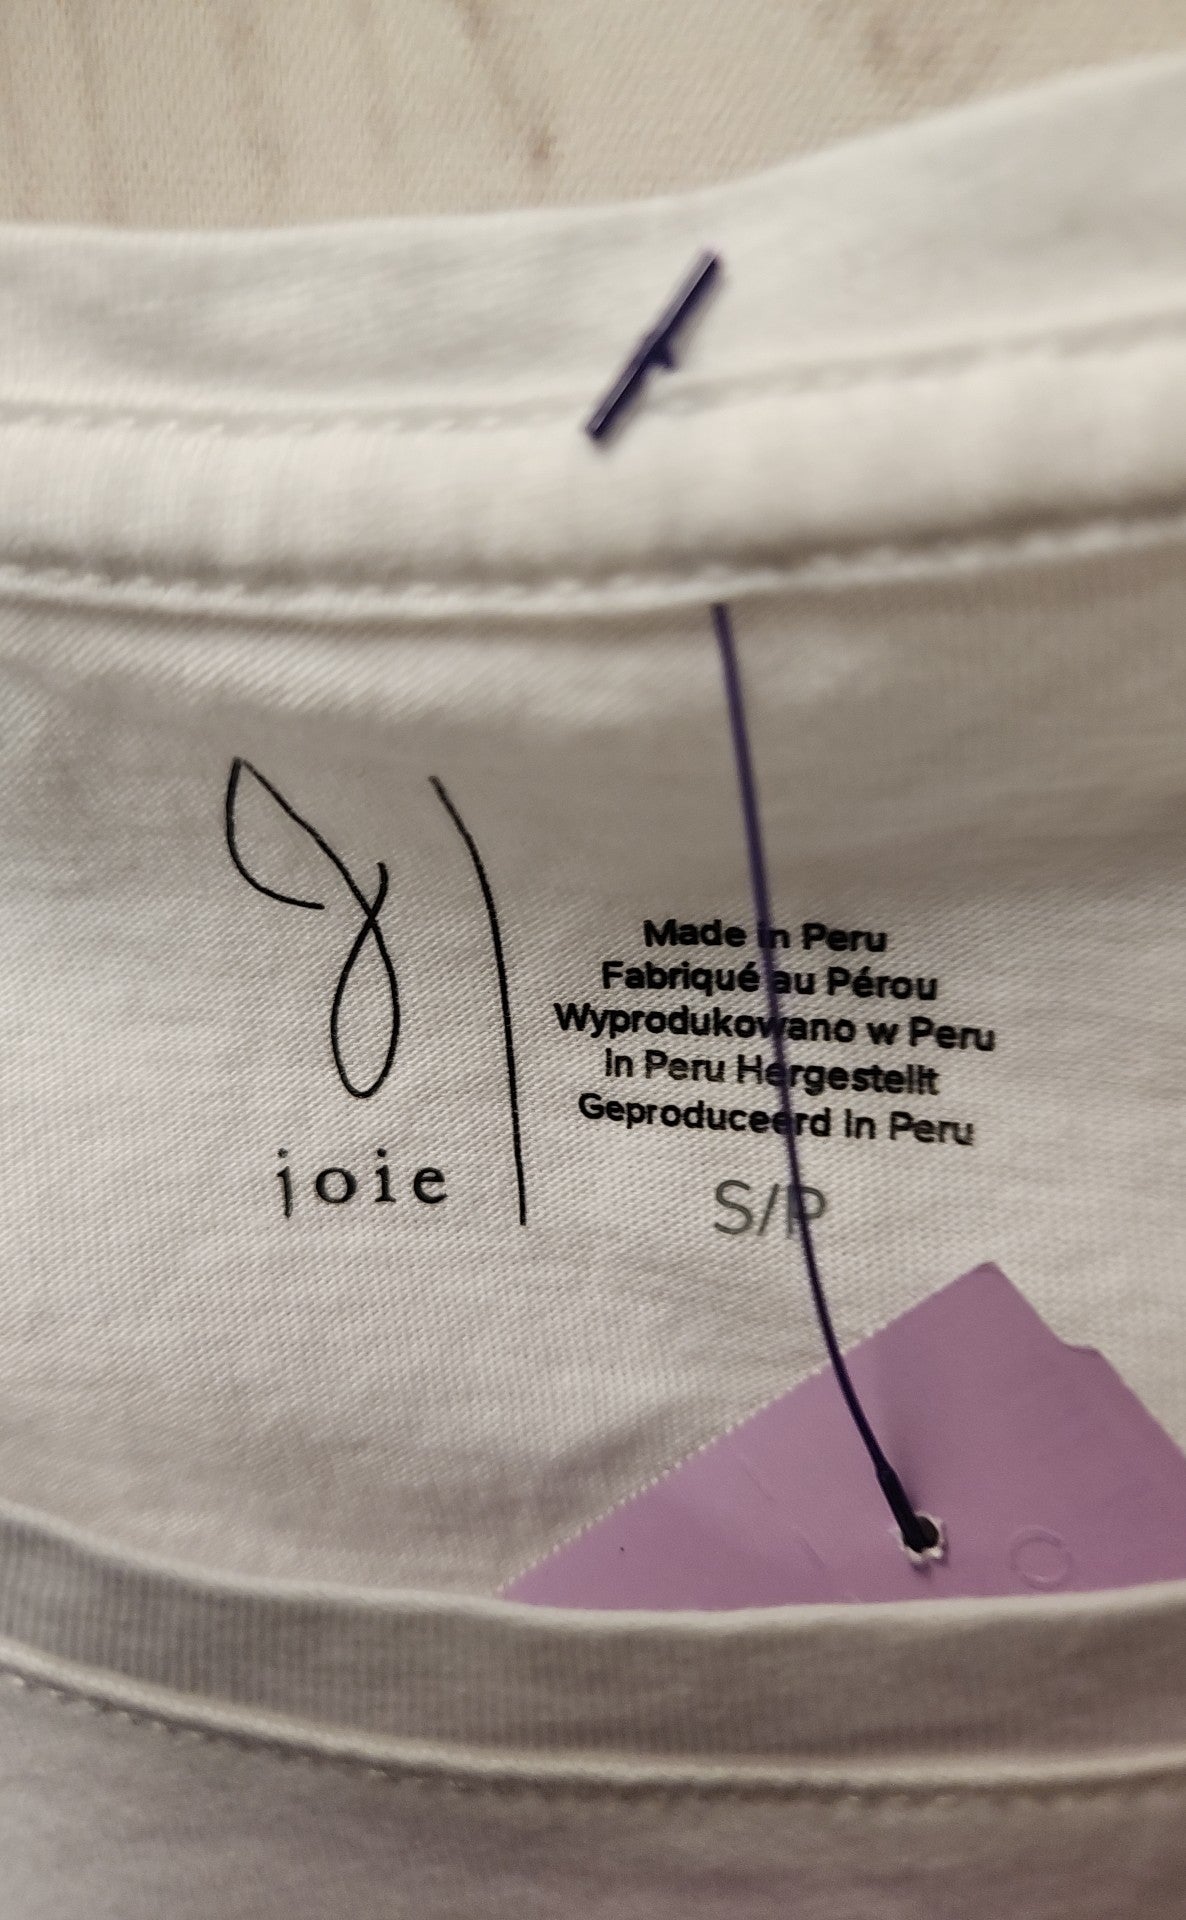 joie
Made in Peru
Fabriqué au Pérou
Wyprodukowano w Peru
In Peru Hergestellt
Geproduceerd In Peru
S/P